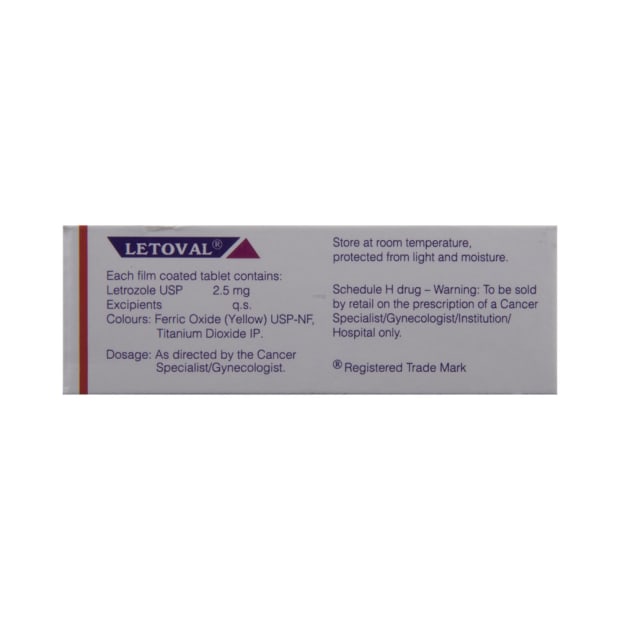 LETOVAL®
Each film coated tablet contains:
Letrozole USP 2.5 mg
Excipients q.s.
Colours: Ferric Oxide (Yellow) USP-NF,
Titanium Dioxide IP.
Dosage: As directed by the Cancer
Specialist/Gynecologist.
Store at room temperature,
protected from light and moisture.
Schedule H drug – Warning: To be sold
by retail on the prescription of a Cancer
Specialist/Gynecologist/Institution/
Hospital only.
® Registered Trade Mark